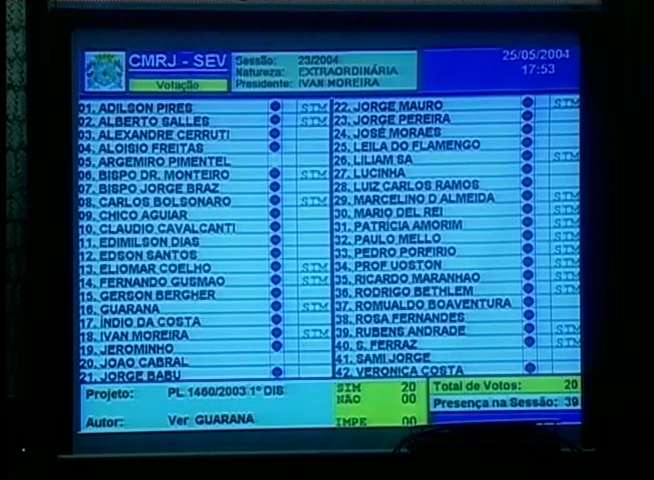 CMRJ - SEV
Votação
Sessão: 23/2004
Natureza: EXTRAORDINÁRIA
Presidente: IVAN MOREIRA
25/05/2004
17:53
01. ADILSON PIRES SIM
02. ALBERTO SALLES SIM
03. ALEXANDRE CERRUTI
04. ALOISIO FREITAS
05. ARGEMIRO PIMENTEL
06. BISPO DR. MONTEIRO SIM
07. BISPO JORGE BRAZ
08. CARLOS BOLSONARO SIM
09. CHICO AGUIAR
10. CLAUDIO CAVALCANTI
11. EDIMILSON DIAS
12. EDSON SANTOS
13. ELIOMAR COELHO SIM
14. FERNANDO GUSMAO SIM
15. GERSON BERGHER
16. GUARANA SIM
17. ÍNDIO DA COSTA
18. IVAN MOREIRA SIM
19. JEROMINHO
20. JOAO CABRAL
21. JORGE BABU
22. JORGE MAURO SIM
23. JORGE PEREIRA
24. JOSÉ MORAES
25. LEILA DO FLAMENGO
26. LILIAM SA SIM
27. LUCINHA
28. LUIZ CARLOS RAMOS
29. MARCELINO D ALMEIDA SIM
30. MARIO DEL REI SIM
31. PATRÍCIA AMORIM SIM
32. PAULO MELLO SIM
33. PEDRO PORFIRIO SIM
34. PROF UOSTON SIM
35. RICARDO MARANHAO SIM
36. RODRIGO BETHLEM SIM
37. ROMUALDO BOAVENTURA
38. ROSA FERNANDES
39. RUBENS ANDRADE SIM
40. S. FERRAZ SIM
41. SAMI JORGE
42. VERONICA COSTA
Projeto: PL 1460/2003 1º DIS
Autor: Ver GUARANA
SIM 20
NÃO 00
IMPE 00
Total de Votos: 20
Presença na Sessão: 39